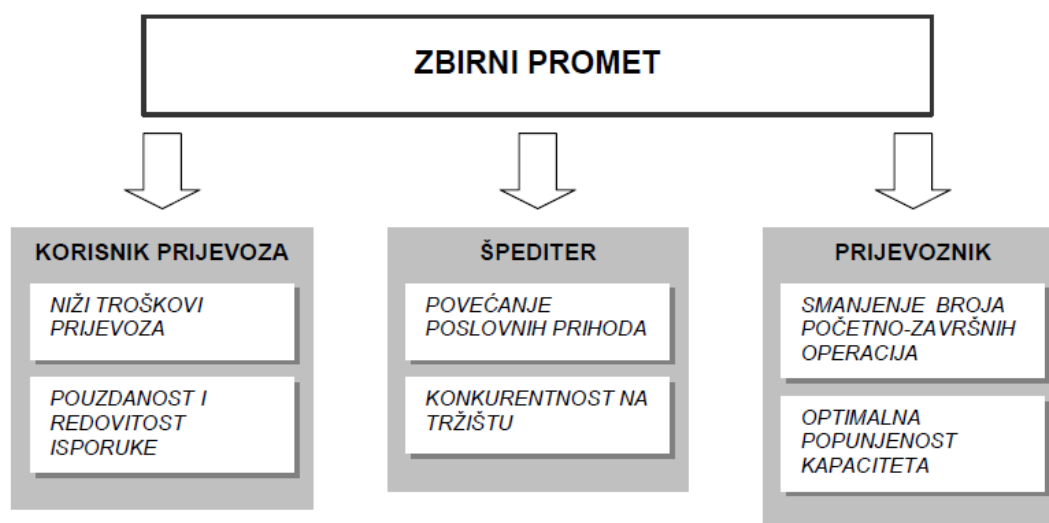 ZBIRNI PROMET
KORISNIK PRIJEVOZA
NIŽI TROŠKOVI
PRIJEVOZA
POUZDANOST I
REDOVITOST
ISPORUKE
ŠPEDITER
POVEĆANJE
POSLOVNIH PRIHODA
KONKURENTNOST NA
TRŽIŠTU
PRIJEVOZNIK
SMANJENJE BROJA
POČETNO-ZAVRŠNIH
OPERACIJA
OPTIMALNA
POPUNJENOST
KAPACITETA